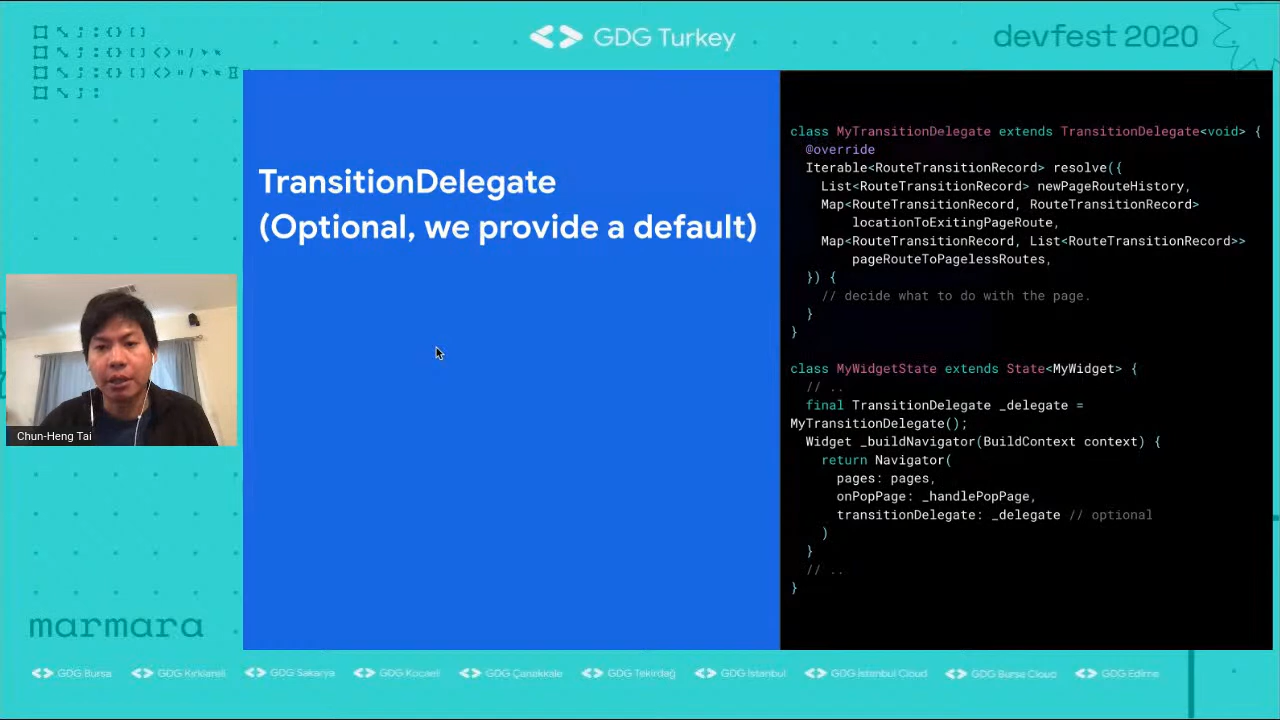 GDG Turkey
devfest 2020
TransitionDelegate
(Optional, we provide a default)
class MyTransitionDelegate extends TransitionDelegate<void> {
  @override
  Iterable<RouteTransitionRecord> resolve({
    List<RouteTransitionRecord> newPageRouteHistory,
    Map<RouteTransitionRecord, RouteTransitionRecord>
        locationToExitingPageRoute,
    Map<RouteTransitionRecord, List<RouteTransitionRecord>>
        pageRouteToPagelessRoutes,
  }) {
    // decide what to do with the page.
  }
}
class MyWidgetState extends State<MyWidget> {
  // ..
  final TransitionDelegate _delegate =
MyTransitionDelegate();
  Widget _buildNavigator(BuildContext context) {
    return Navigator(
      pages: pages,
      onPopPage: _handlePopPage,
      transitionDelegate: _delegate // optional
    )
  }
  // ..
}
Chun-Heng Tai
marmara
GDG Bursa
GDG Kırklareli
GDG Sakarya
GDG Kocaeli
GDG Çanakkale
GDG Tekirdağ
GDG İstanbul
GDG İstanbul Cloud
GDG Bursa Cloud
GDG Edirne